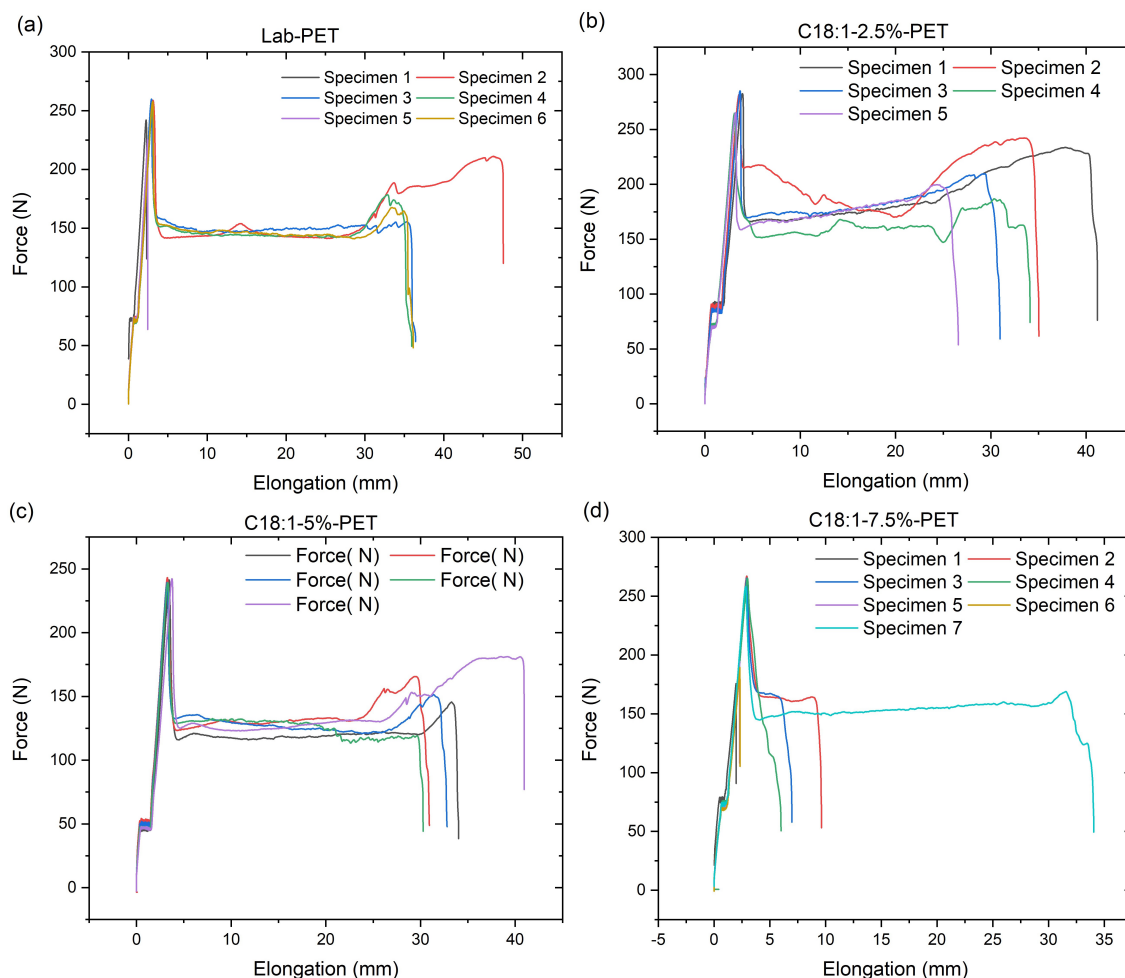 (a)
Lab-PET
300
250
200
150
100
50
0
Force (N)
Specimen 1 Specimen 2
Specimen 3 Specimen 4
Specimen 5 Specimen 6
0 10 20 30 40 50
Elongation (mm)
(b)
C18:1-2.5%-PET
300
250
200
150
100
50
0
Force (N)
Specimen 1 Specimen 2
Specimen 3 Specimen 4
Specimen 5
0 10 20 30 40
Elongation (mm)
(c)
C18:1-5%-PET
250
200
150
100
50
0
Force (N)
Force( N) Force( N)
Force( N) Force( N)
Force( N)
0 10 20 30 40
Elongation (mm)
(d)
C18:1-7.5%-PET
300
250
200
150
100
50
0
Force (N)
Specimen 1 Specimen 2
Specimen 3 Specimen 4
Specimen 5 Specimen 6
Specimen 7
-5 0 5 10 15 20 25 30 35
Elongation (mm)